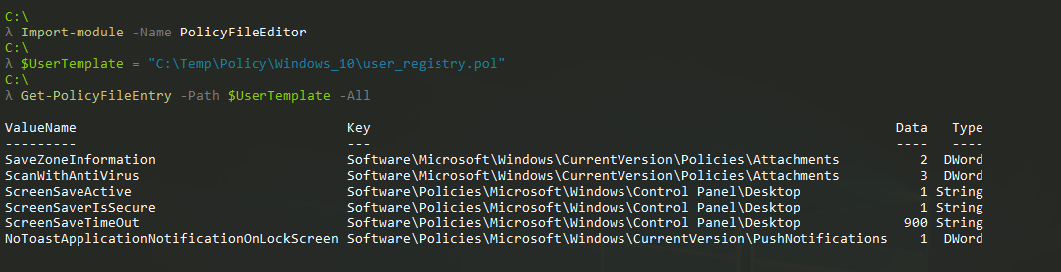 C:\
λ Import-module -Name PolicyFileEditor
C:\
λ $UserTemplate = "C:\Temp\Policy\Windows_10\user_registry.pol"
C:\
λ Get-PolicyFileEntry -Path $UserTemplate -All
ValueName Key Data Type
--------- --- ---- ----
SaveZoneInformation Software\Microsoft\Windows\CurrentVersion\Policies\Attachments 2 DWord
ScanWithAntiVirus Software\Microsoft\Windows\CurrentVersion\Policies\Attachments 3 DWord
ScreenSaveActive Software\Policies\Microsoft\Windows\Control Panel\Desktop 1 String
ScreenSaverIsSecure Software\Policies\Microsoft\Windows\Control Panel\Desktop 1 String
ScreenSaveTimeOut Software\Policies\Microsoft\Windows\Control Panel\Desktop 900 String
NoToastApplicationNotificationOnLockScreen Software\Policies\Microsoft\Windows\CurrentVersion\PushNotifications 1 DWord